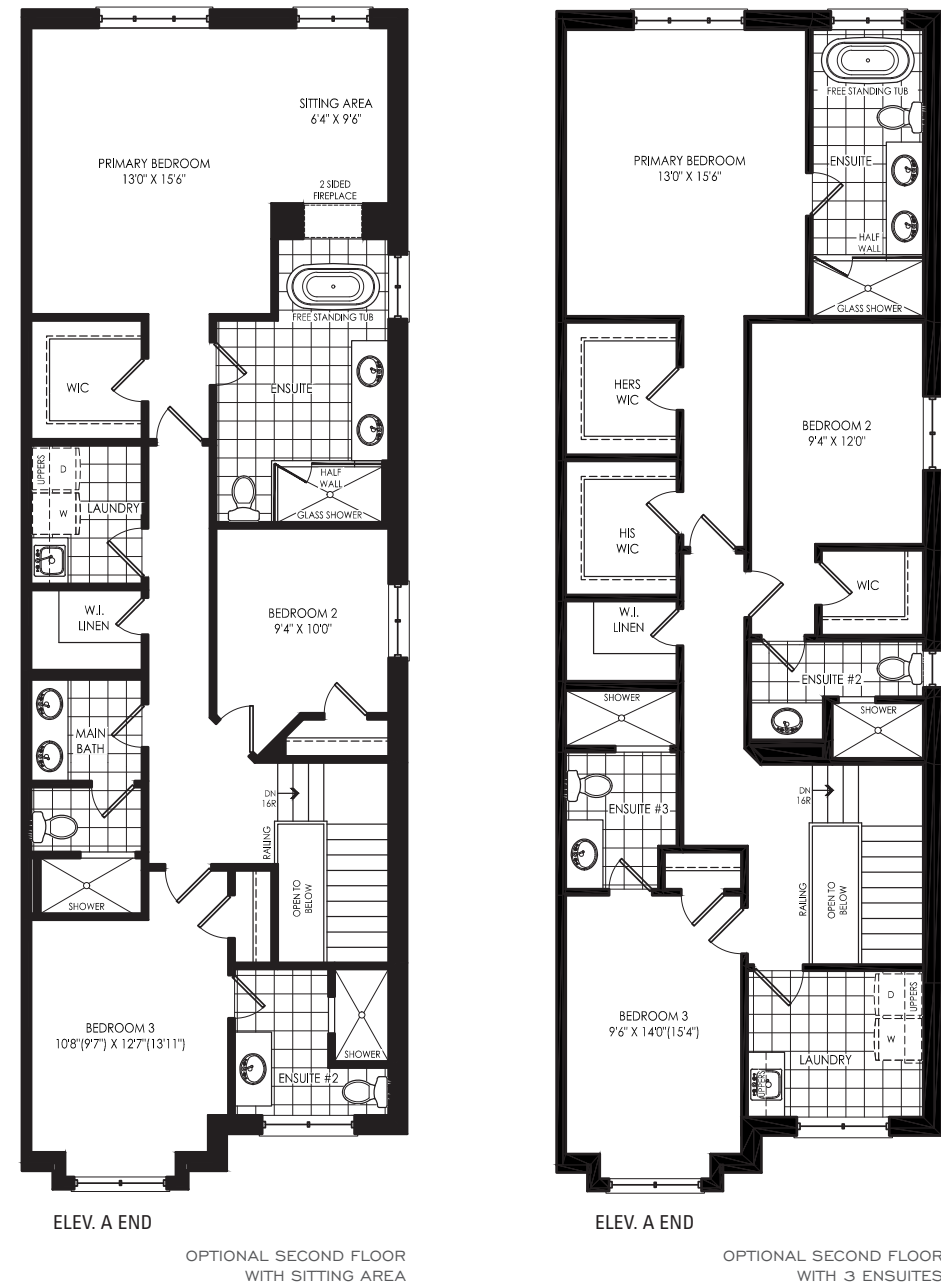 SITTING AREA
6'4" X 9'6"
PRIMARY BEDROOM
13'0" X 15'6"
2 SIDED
FIREPLACE
FREE STANDING TUB
WIC
ENSUITE
UPPERS
D
W
LAUNDRY
HALF
WALL
GLASS SHOWER
W.I.
LINEN
BEDROOM 2
9'4" X 10'0"
MAIN
BATH
DN
16R
RAILING
OPEN TO
BELOW
SHOWER
BEDROOM 3
10'8"(9'7") X 12'7"(13'11")
SHOWER
ENSUITE #2
ELEV. A END
OPTIONAL SECOND FLOOR
WITH SITTING AREA
FREE STANDING TUB
PRIMARY BEDROOM
13'0" X 15'6"
ENSUITE
HALF
WALL
GLASS SHOWER
HERS
WIC
BEDROOM 2
9'4" X 12'0"
HIS
WIC
WIC
W.I.
LINEN
ENSUITE #2
SHOWER
SHOWER
DN
16R
ENSUITE #3
RAILING
OPEN TO
BELOW
BEDROOM 3
9'6" X 14'0"(15'4")
D
UPPERS
W
LAUNDRY
UPPERS
ELEV. A END
OPTIONAL SECOND FLOOR
WITH 3 ENSUITES